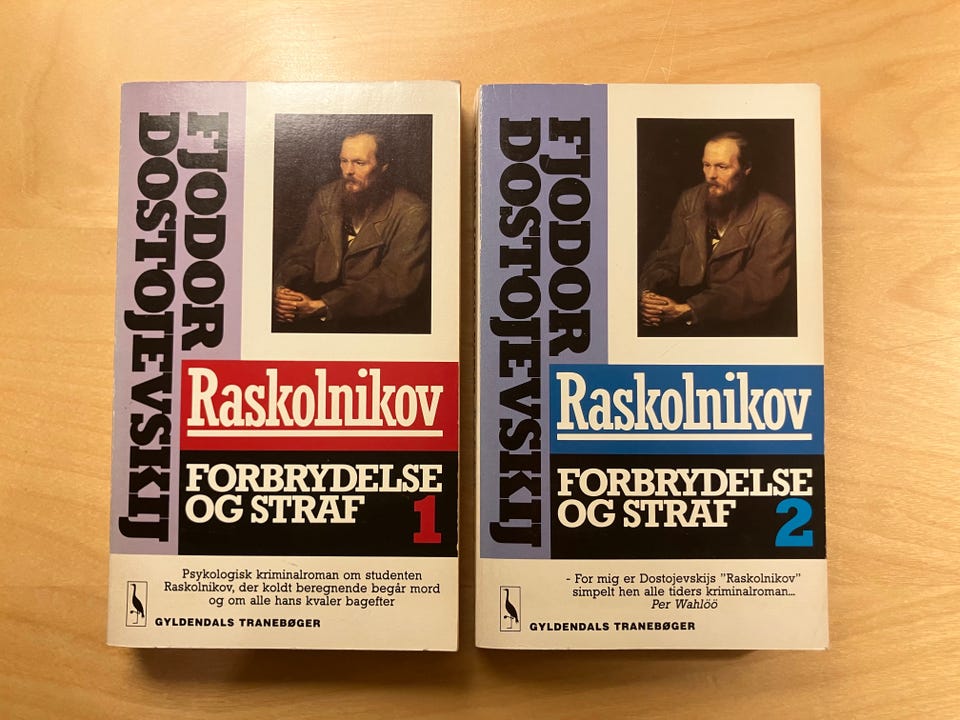 FJODOR
DOSTOJEVSKIJ
Raskolnikov
FORBRYDELSE
OG STRAF 1
Psykologisk kriminalroman om studenten
Raskolnikov, der koldt beregnende begår mord
og om alle hans kvaler bagefter
GYLDENDALS TRANEBØGER
FJODOR
DOSTOJEVSKIJ
Raskolnikov
FORBRYDELSE
OG STRAF 2
- For mig er Dostojevskijs "Raskolnikov"
simpelt hen alle tiders kriminalroman...
Per Wahlöö
GYLDENDALS TRANEBØGER